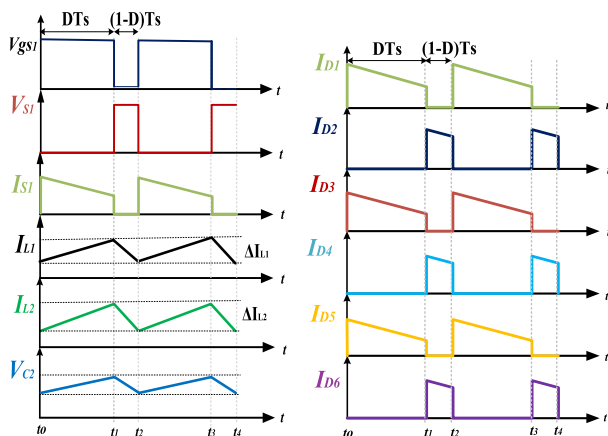 DTs (1-D)Ts
Vgs1
t
VS1
t
IS1
t
IL1
ΔIL1
t
IL2
ΔIL2
t
VC2
t
to t1 t2 t3 t4
DTs (1-D)Ts
ID1
t
ID2
t
ID3
t
ID4
t
ID5
t
ID6
t
to t1 t2 t3 t4